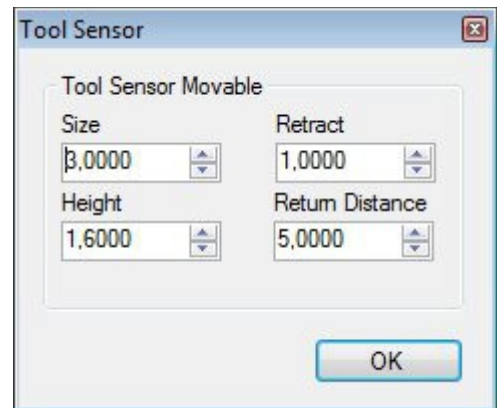 Tool Sensor
Tool Sensor Movable
Size Retract
3,0000 1,0000
Height Return Distance
1,6000 5,0000
OK